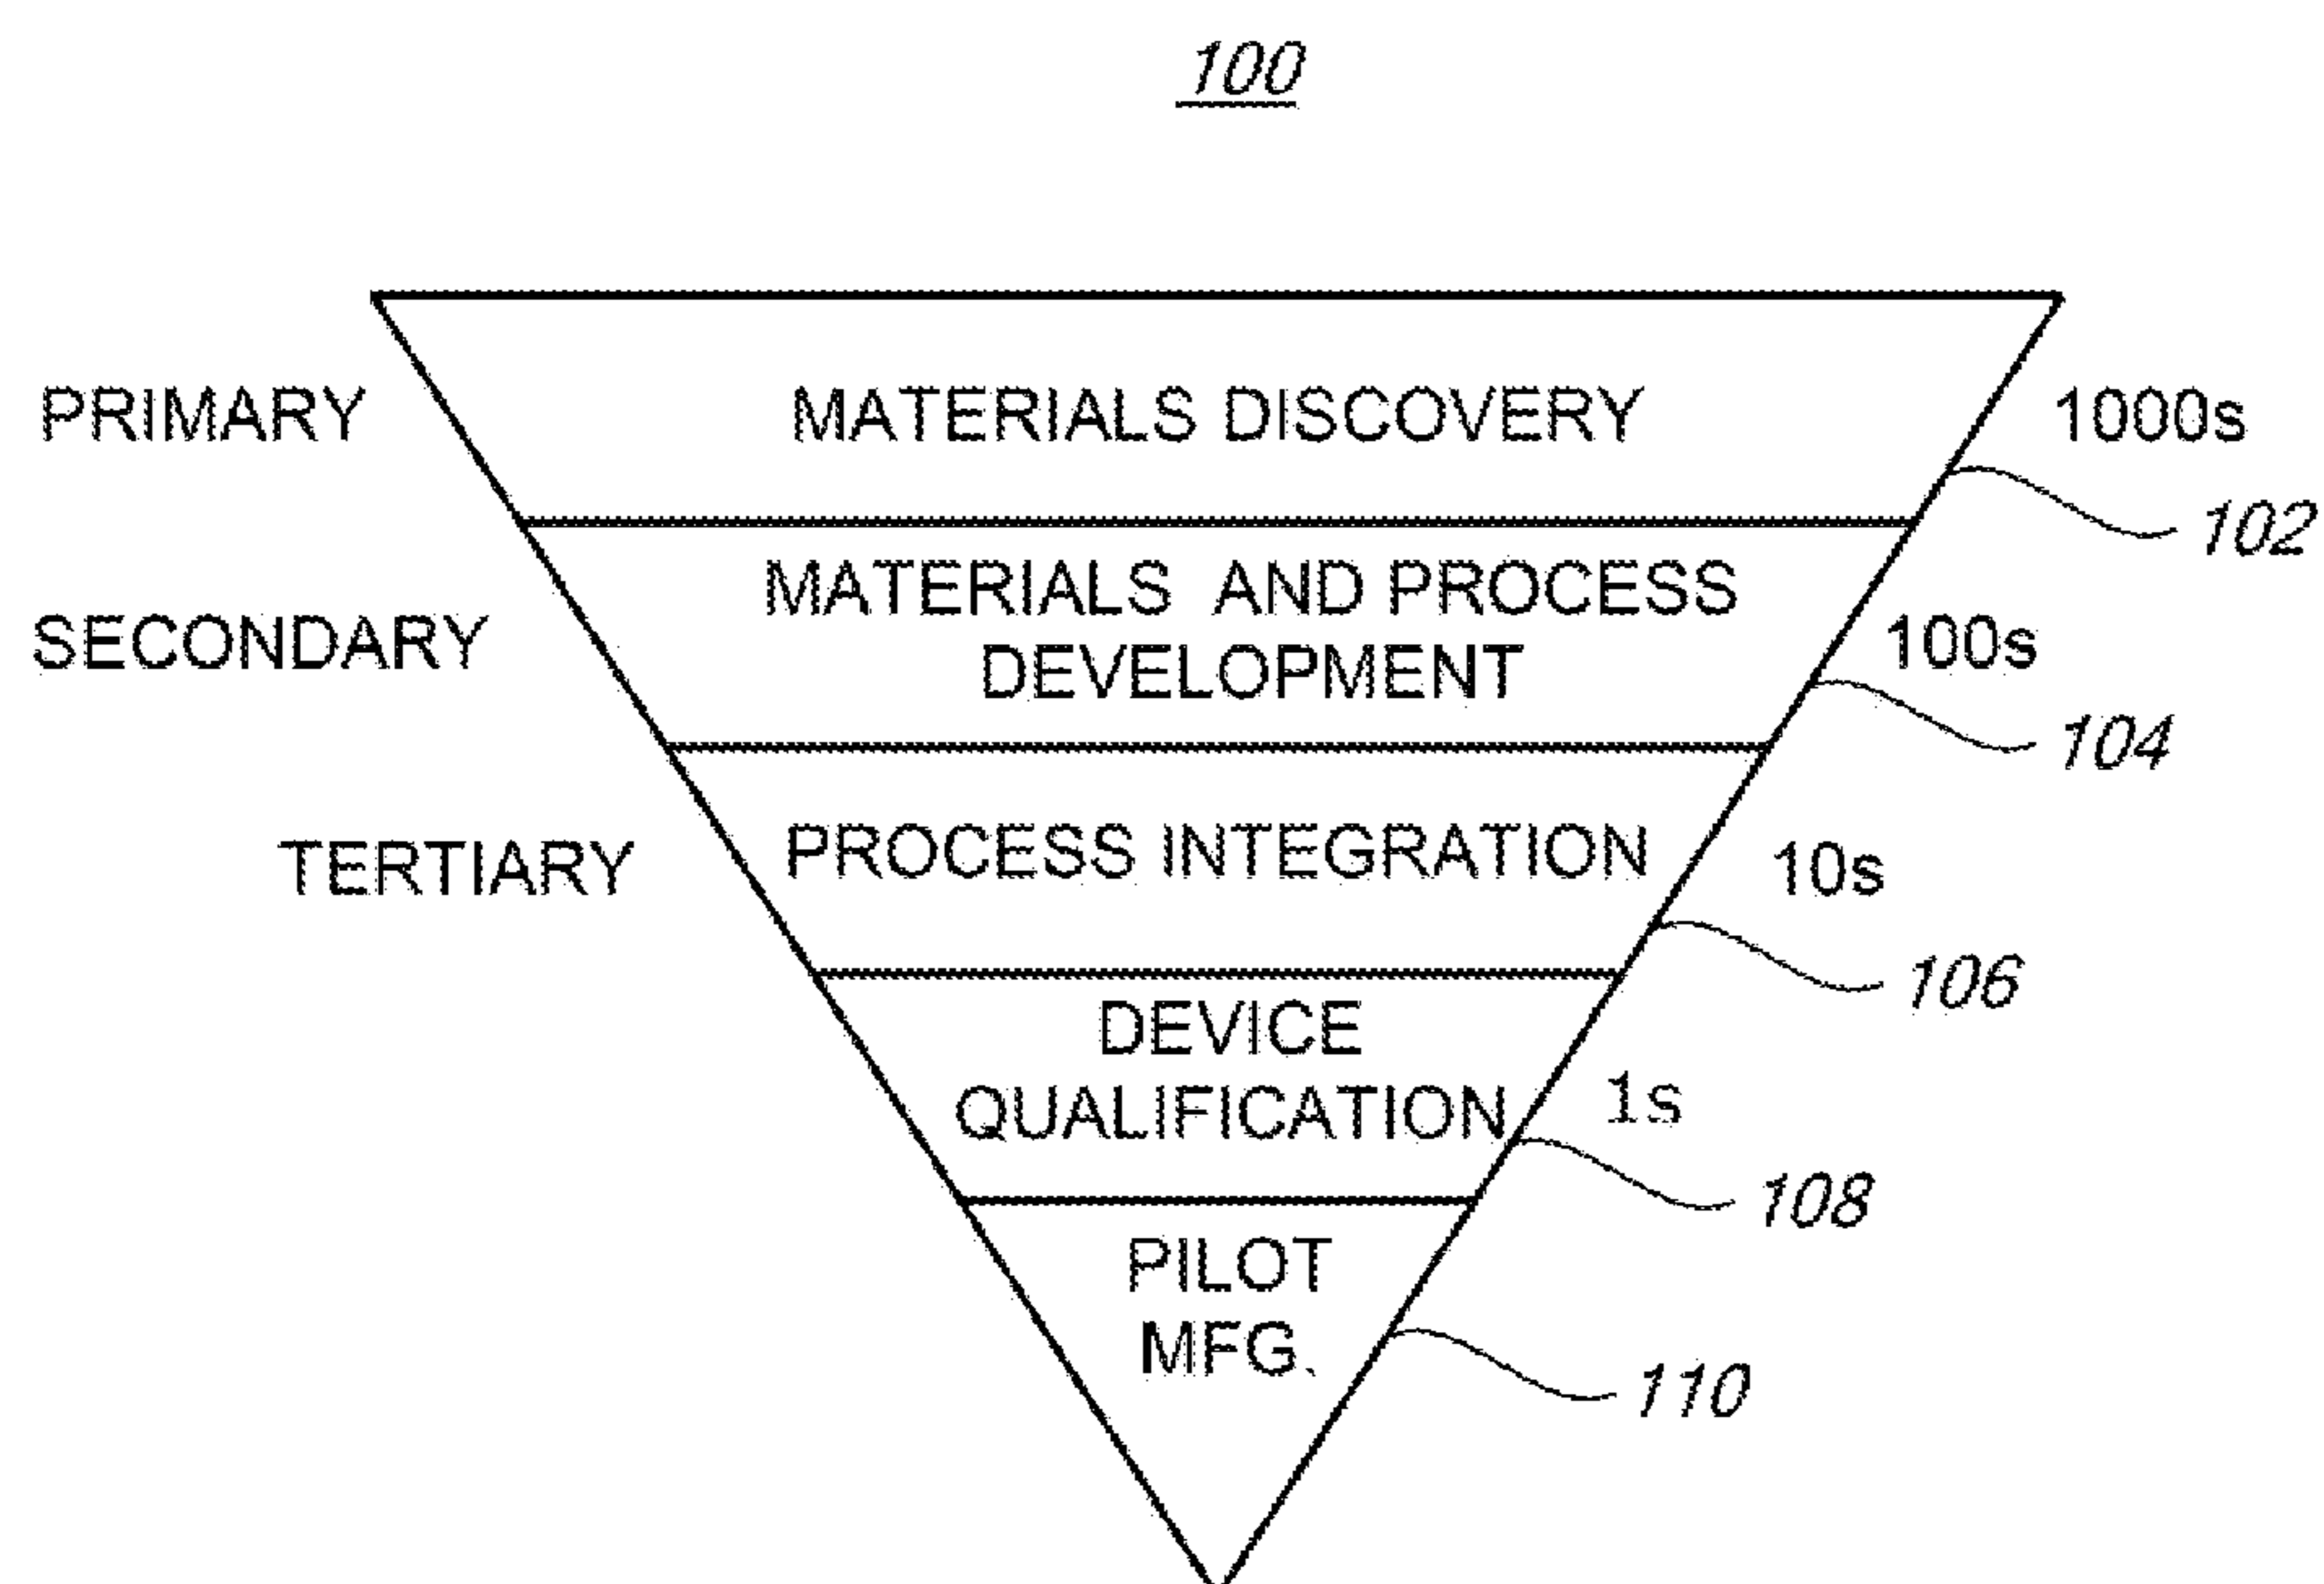 100
PRIMARY
MATERIALS DISCOVERY
1000s
102
SECONDARY
MATERIALS AND PROCESS
DEVELOPMENT
100s
104
TERTIARY
PROCESS INTEGRATION
10s
106
DEVICE
QUALIFICATION
1s
108
PILOT
MFG.
110